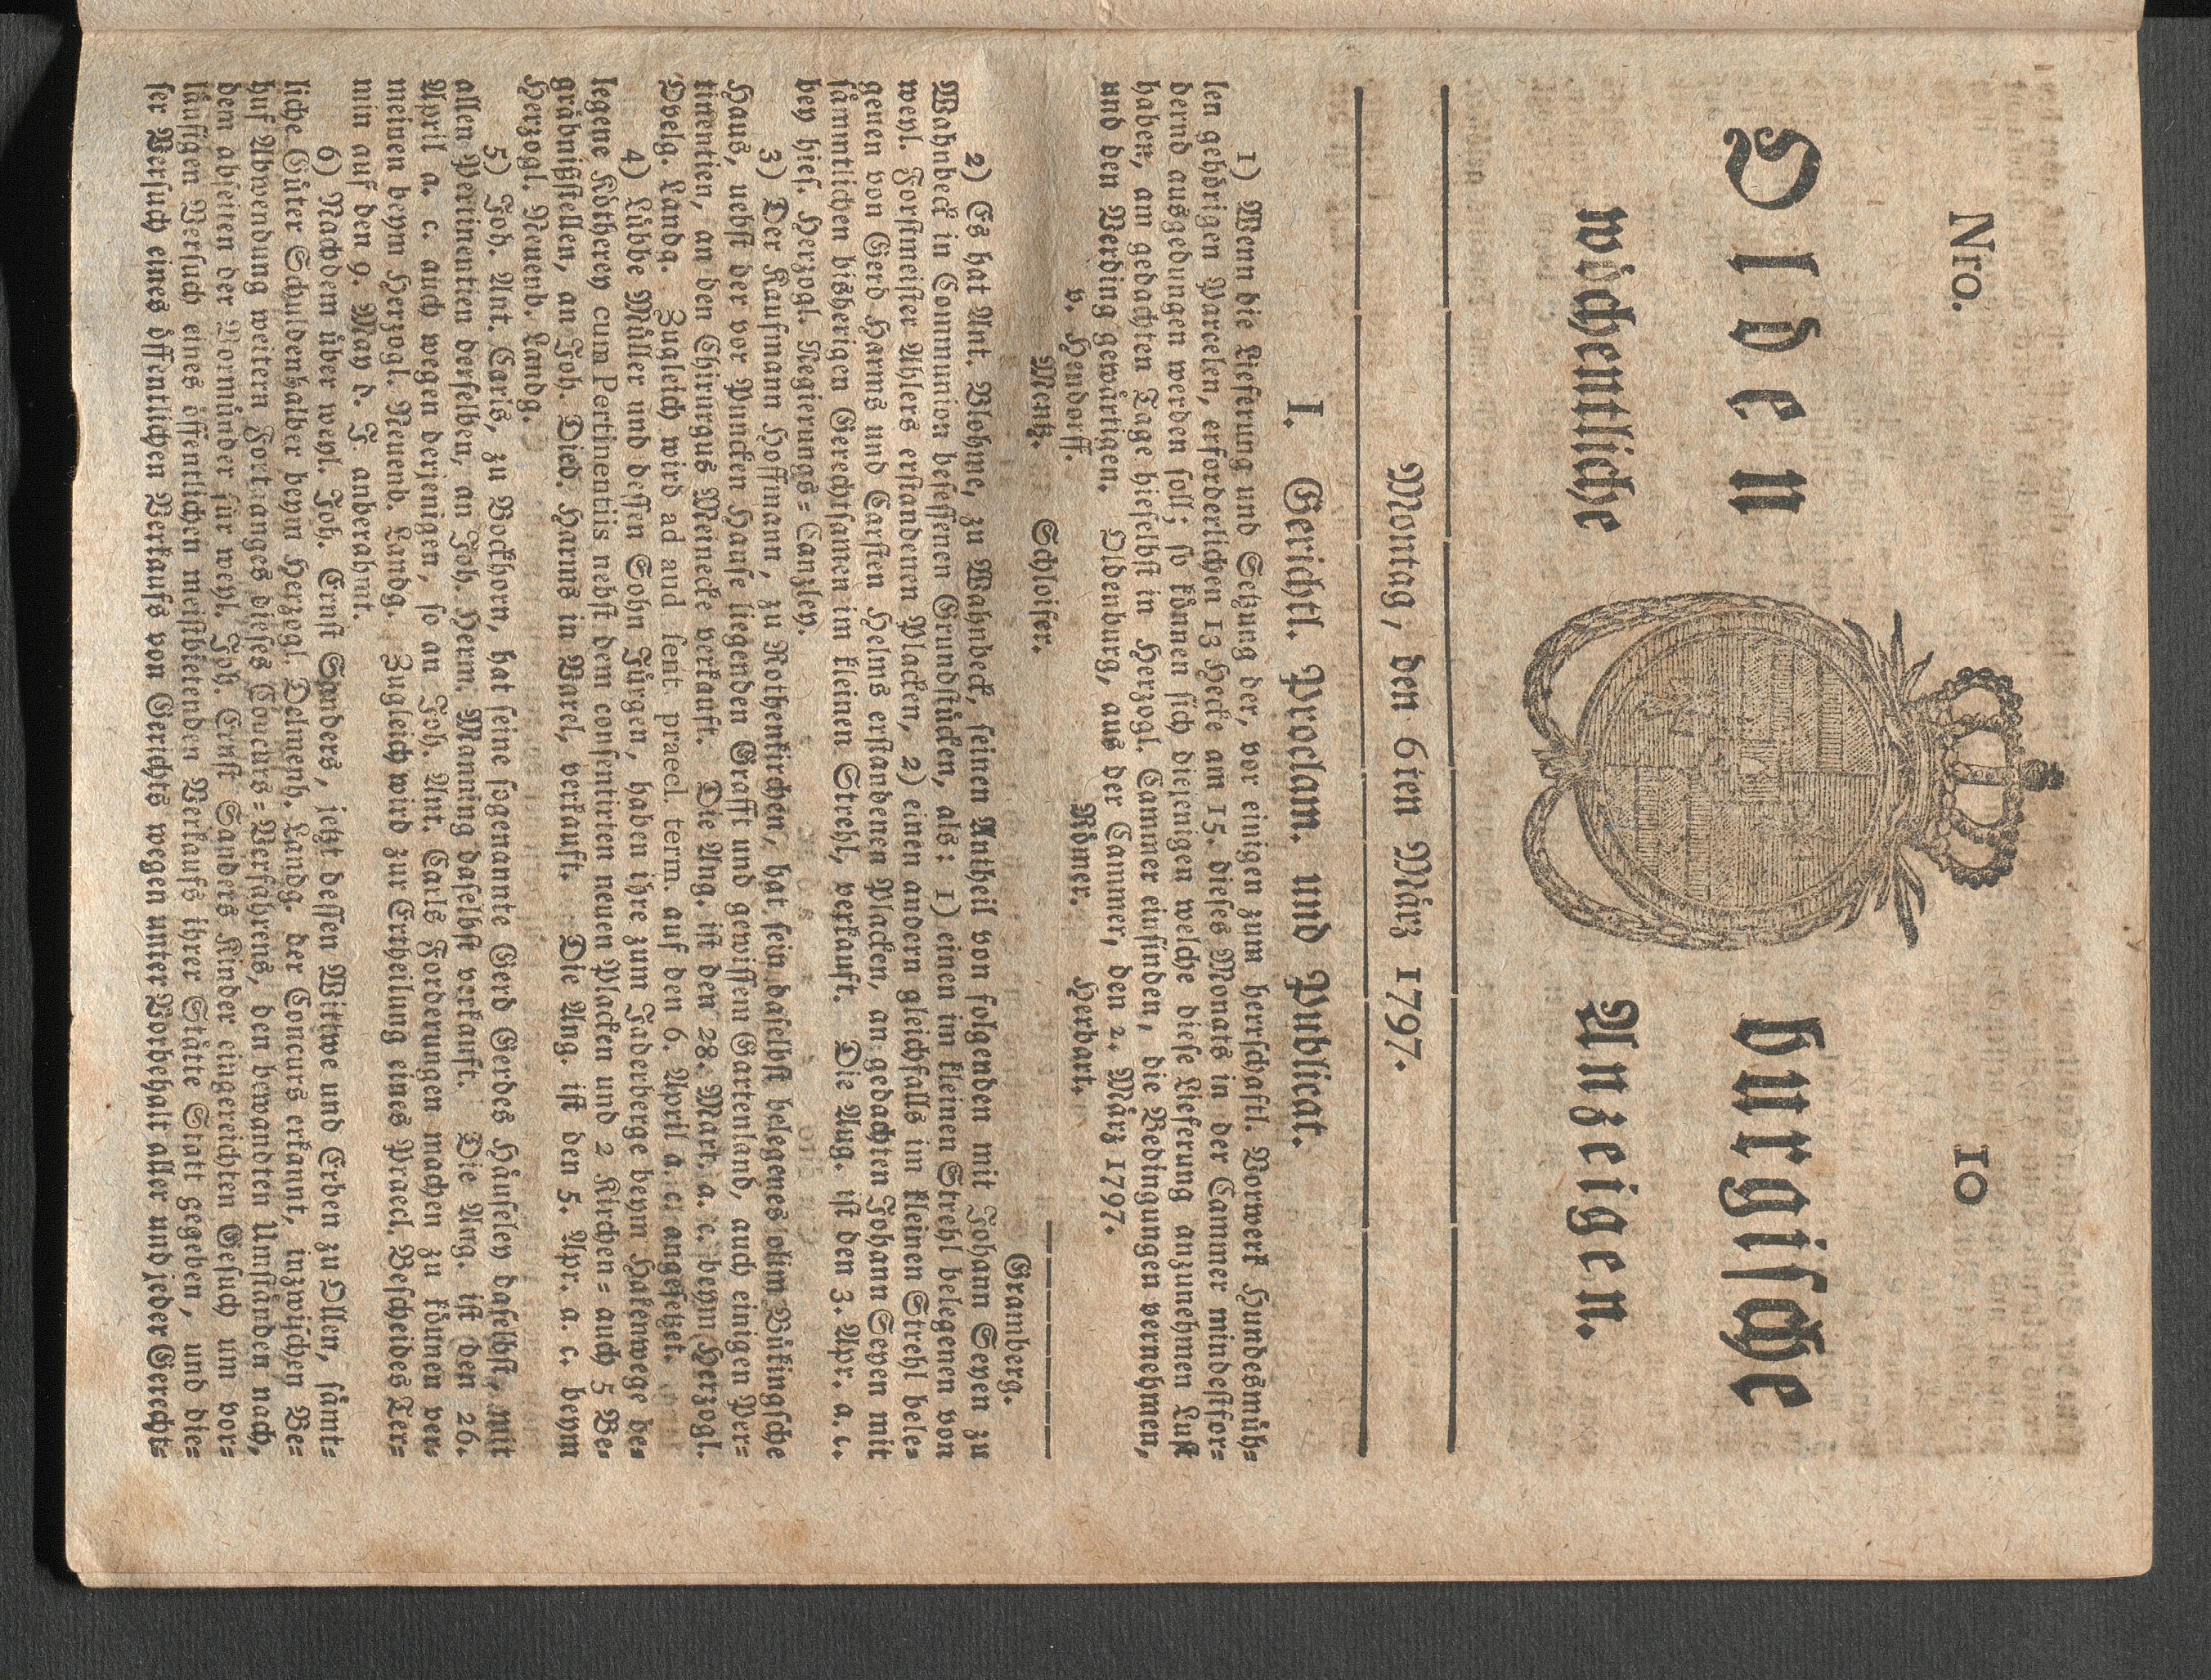 Nro. 10
Oldenburgische
wöchentliche Anzeigen.
Montag, den 6ten März 1797.
I. Gerichtl. Proclam. und Publicat.
1) Wenn die Lieferung und Setzung der, vor einigen zum herrschaftl. Vorwerk Hundesmüh-
len gehörigen Parcelen, erforderlichen 13 Hecke am 15. dieses Monats in der Cammer mindestfor-
dernd ausgedungen werden soll; so können sich diejenigen welche diese Lieferung anzunehmen Lust
haben, am gedachten Tage hieselbst in Herzogl. Cammer einfinden, die Bedingungen vernehmen,
und den Verding gewärtigen. Oldenburg, aus der Cammer, den 2. März 1797.
v. Hendorff. Römer. Herbart.
Mentz. Schloifer.
Gramberg.
2) Es hat Ant. Blohme, zu Wahnbeck, seinen Antheil von folgenden mit Johann Seyen zu
Wahnbeck in Communion besessenen Grundstücken, als: 1) einen im kleinen Strehl belegenen von
weyl. Forstmeister Ahlers erstandenen Placken, 2) einen andern gleichfalls im kleinen Strehl bele-
genen von Gerd Harms und Carsten Helms erstandenen Placken, an gedachten Johann Seyen mit
sämmtlichen bisherigen Gerechtsamen im kleinen Strehl, verkauft. Die Ang. ist den 3. Apr. a. c.
bey hies. Herzogl. Regierungs-Canzley.
3) Der Kaufmann Hoffmann, zu Rothenkirchen, hat sein daselbst belegenes olim Wükingsche
Haus, nebst der vor Puncken Hause liegenden Grafft und gewissem Gartenland, auch einigen Per-
tinentien, an den Chirurgus Meinecke verkauft. Die Ang. ist den 28. Märt. a. c. beym Herzogl.
Ovelg. Landg. Zugleich wird ad aud sent. praecl. term. auf den 6. April a. c. angesetzet.
4) Lübbe Müller und dessen Sohn Jürgen, haben ihre zum Jaderberge beym Hakenwege be-
legene Kötherey cum Pertinentiis nebst dem consentirten neuen Placken und 2 Kirchen- auch 5 Be-
gräbnißstellen, an Joh. Died. Harms in Varel, verkauft. Die Ang. ist den 5. Apr. a. c. beym
Herzogl. Neuenb. Landg.
5) Joh. Ant. Carls, zu Bockhorn, hat seine sogenannte Gerd Gerdes Häuseley daselbst, mit
allen Pertinentien derselben, an Joh. Herm. Manning daselbst verkauft. Die Ang. ist den 26.
April a. c. auch wegen derjenigen, so an Joh. Ant. Carls Forderungen machen zu können ver-
meinen beym Herzogl. Neuenb. Landg. Zugleich wird zur Ertheilung eines Praecl. Bescheides Ter-
min auf den 9. May d. J. anberahmt.
6) Nachdem über weyl. Joh. Ernst Sanders, jetzt dessen Wittwe und Erben zu Ollen, sämt-
liche Güter Schuldenhalber beym Herzogl. Delmenh. Landg. der Concurs erkannt, inzwischen Be-
huf Abwendung weitern Fortganges dieses Concurs-Verfahrens, den bewandten Umständen nach,
dem abseiten der Vormünder für weyl. Joh. Ernst Sanders Kinder eingereichten Gesuch um vor-
läufigen Versuch eines öffentlichen meistbietenden Verkaufs ihrer Stätte Statt gegeben, und die-
ser Versuch eines öffentlichen Verkaufs von Gerichts wegen unter Vorbehalt aller und jeder Gerecht-